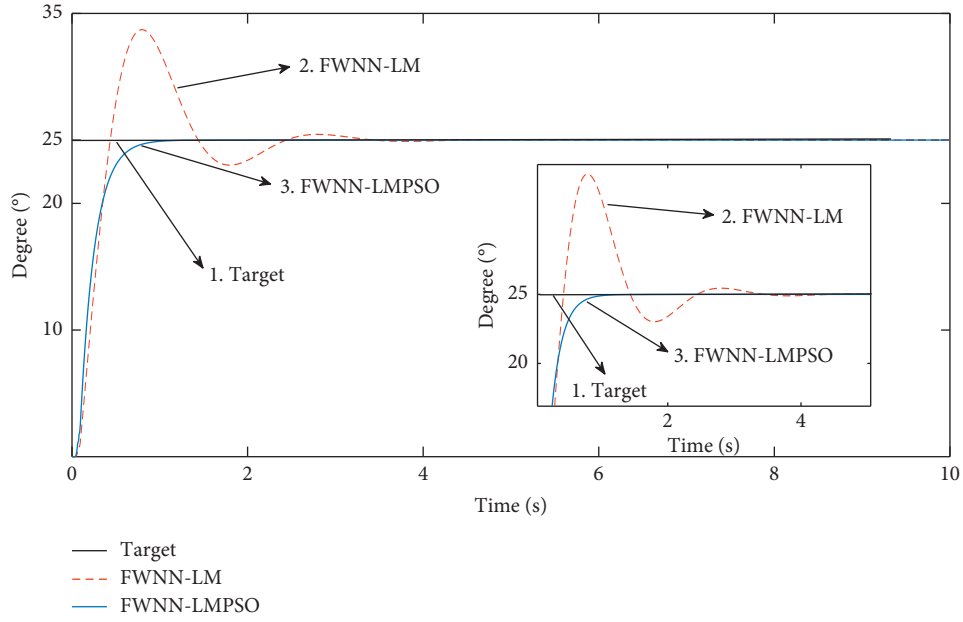 35
25
20
10
Degree (°)
2. FWNN-LM
3. FWNN-LMPSO
1. Target
0
2
4
6
8
10
Time (s)
25
20
Degree (°)
2. FWNN-LM
3. FWNN-LMPSO
1. Target
2
4
Time (s)
Target
FWNN-LM
FWNN-LMPSO